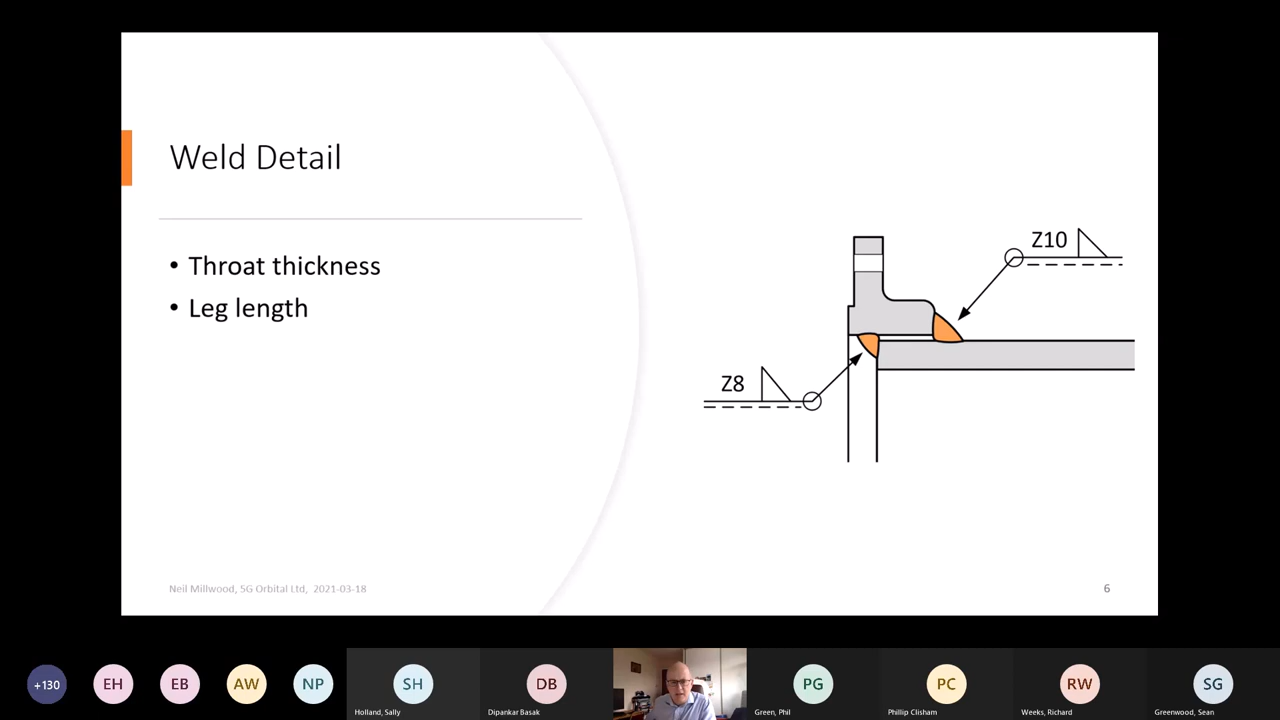 Weld Detail
• Throat thickness
• Leg length
Z10
Z8
Neil Millwood, 5G Orbital Ltd, 2021-03-18
6
+130
EH
EB
AW
NP
SH
Holland, Sally
DB
Dipankar Basak
PG
Green, Phil
PC
Phillip Clisham
RW
Weeks, Richard
SG
Greenwood, Sean